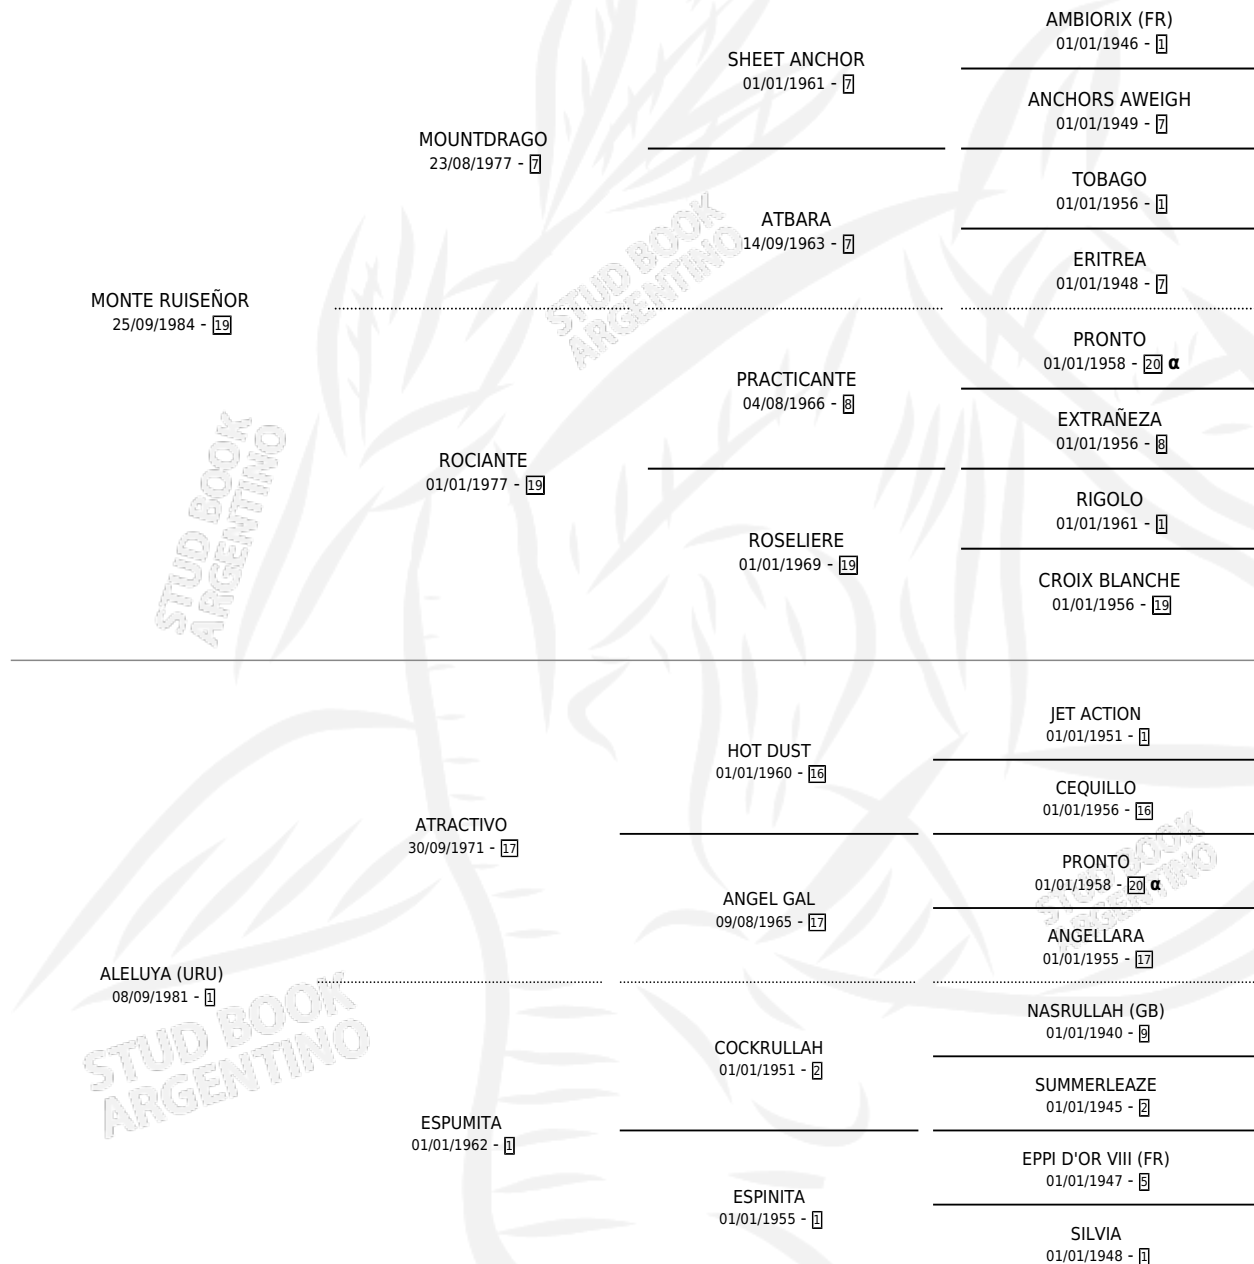 AMBIORIX (FR)
01/01/1946 - 1
SHEET ANCHOR
01/01/1961 - 7
ANCHORS AWEIGH
01/01/1949 - 7
MOUNTDRAGO
23/08/1977 - 7
TOBAGO
01/01/1956 - 1
ATBARA
14/09/1963 - 7
ERITREA
01/01/1948 - 7
MONTE RUISEÑOR
25/09/1984 - 19
PRONTO
01/01/1958 - 20 α
PRACTICANTE
04/08/1966 - 8
EXTRAÑEZA
01/01/1956 - 8
ROCIANTE
01/01/1977 - 19
RIGOLO
01/01/1961 - 1
ROSELIERE
01/01/1969 - 19
CROIX BLANCHE
01/01/1956 - 19
JET ACTION
01/01/1951 - 1
HOT DUST
01/01/1960 - 16
CEQUILLO
01/01/1956 - 16
ATRACTIVO
30/09/1971 - 17
PRONTO
01/01/1958 - 20 α
ANGEL GAL
09/08/1965 - 17
ANGELLARA
01/01/1955 - 17
ALELUYA (URU)
08/09/1981 - 1
NASRULLAH (GB)
01/01/1940 - 9
COCKRULLAH
01/01/1951 - 2
SUMMERLEAZE
01/01/1945 - 2
ESPUMITA
01/01/1962 - 1
EPPI D'OR VIII (FR)
01/01/1947 - 5
ESPINITA
01/01/1955 - 1
SILVIA
01/01/1948 - 1
STUD BOOK
ARGENTINO
STUD BOOK
ARGENTINO
STUD BOOK
ARGENTINO
STUD BOOK
ARGENTINO